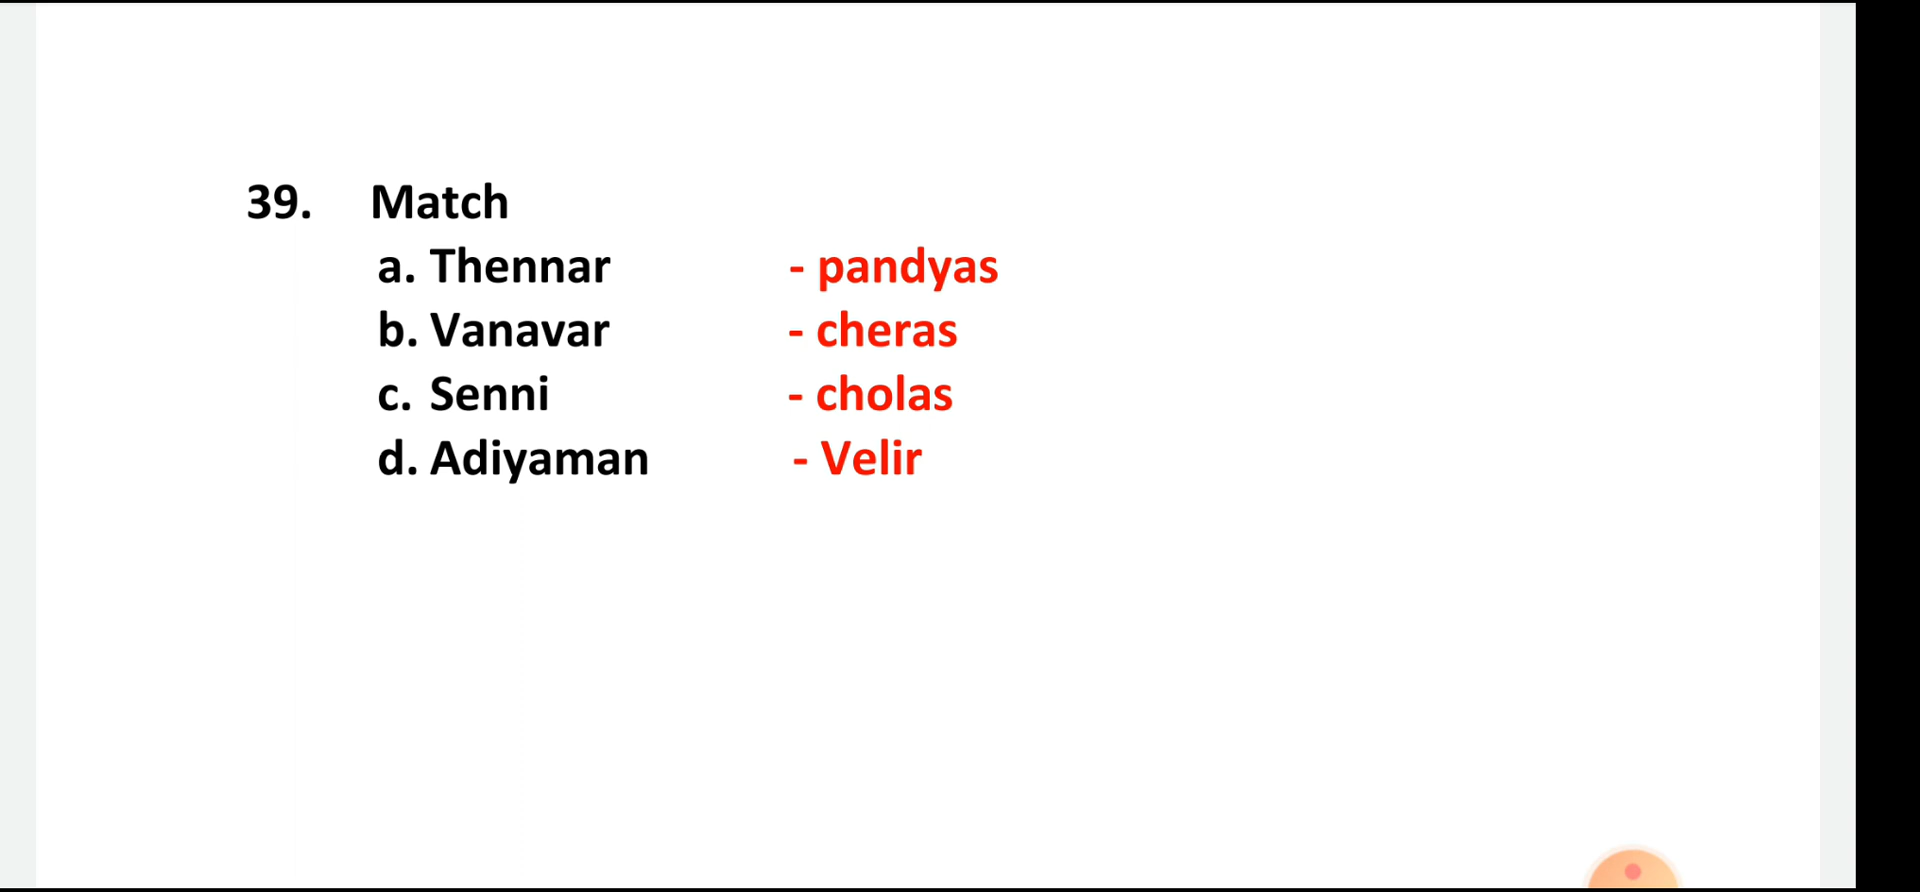 39. Match
a. Thennar - pandyas
b. Vanavar - cheras
c. Senni - cholas
d. Adiyaman - Velir